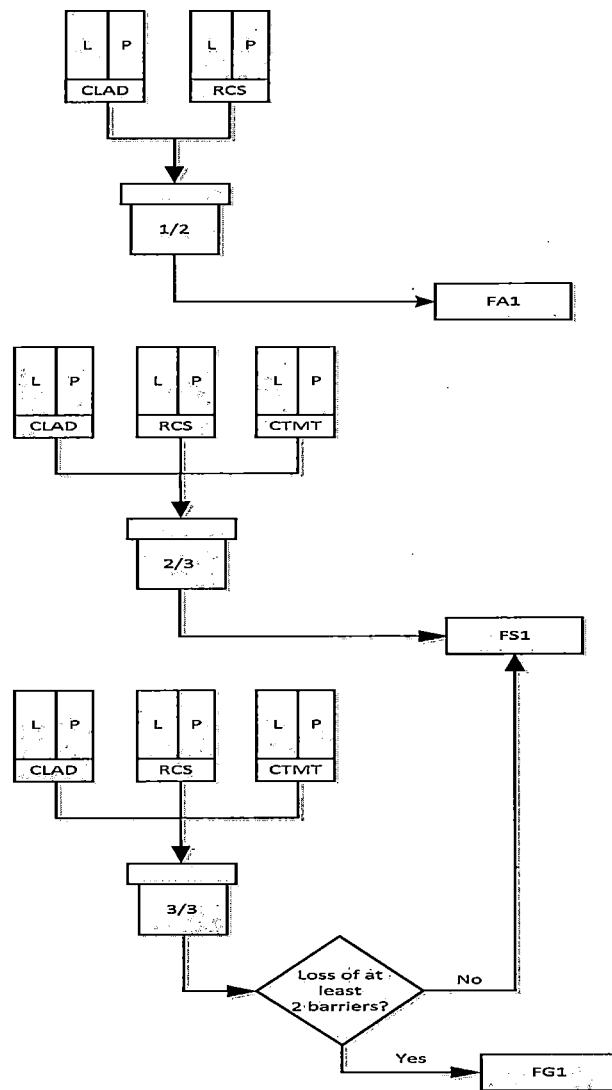 L P L P
CLAD RCS
1/2
FA1
L P L P L P
CLAD RCS CTMT
2/3
FS1
L P L P L P
CLAD RCS CTMT
3/3
Loss of at
least
2 barriers?
No
Yes
FG1